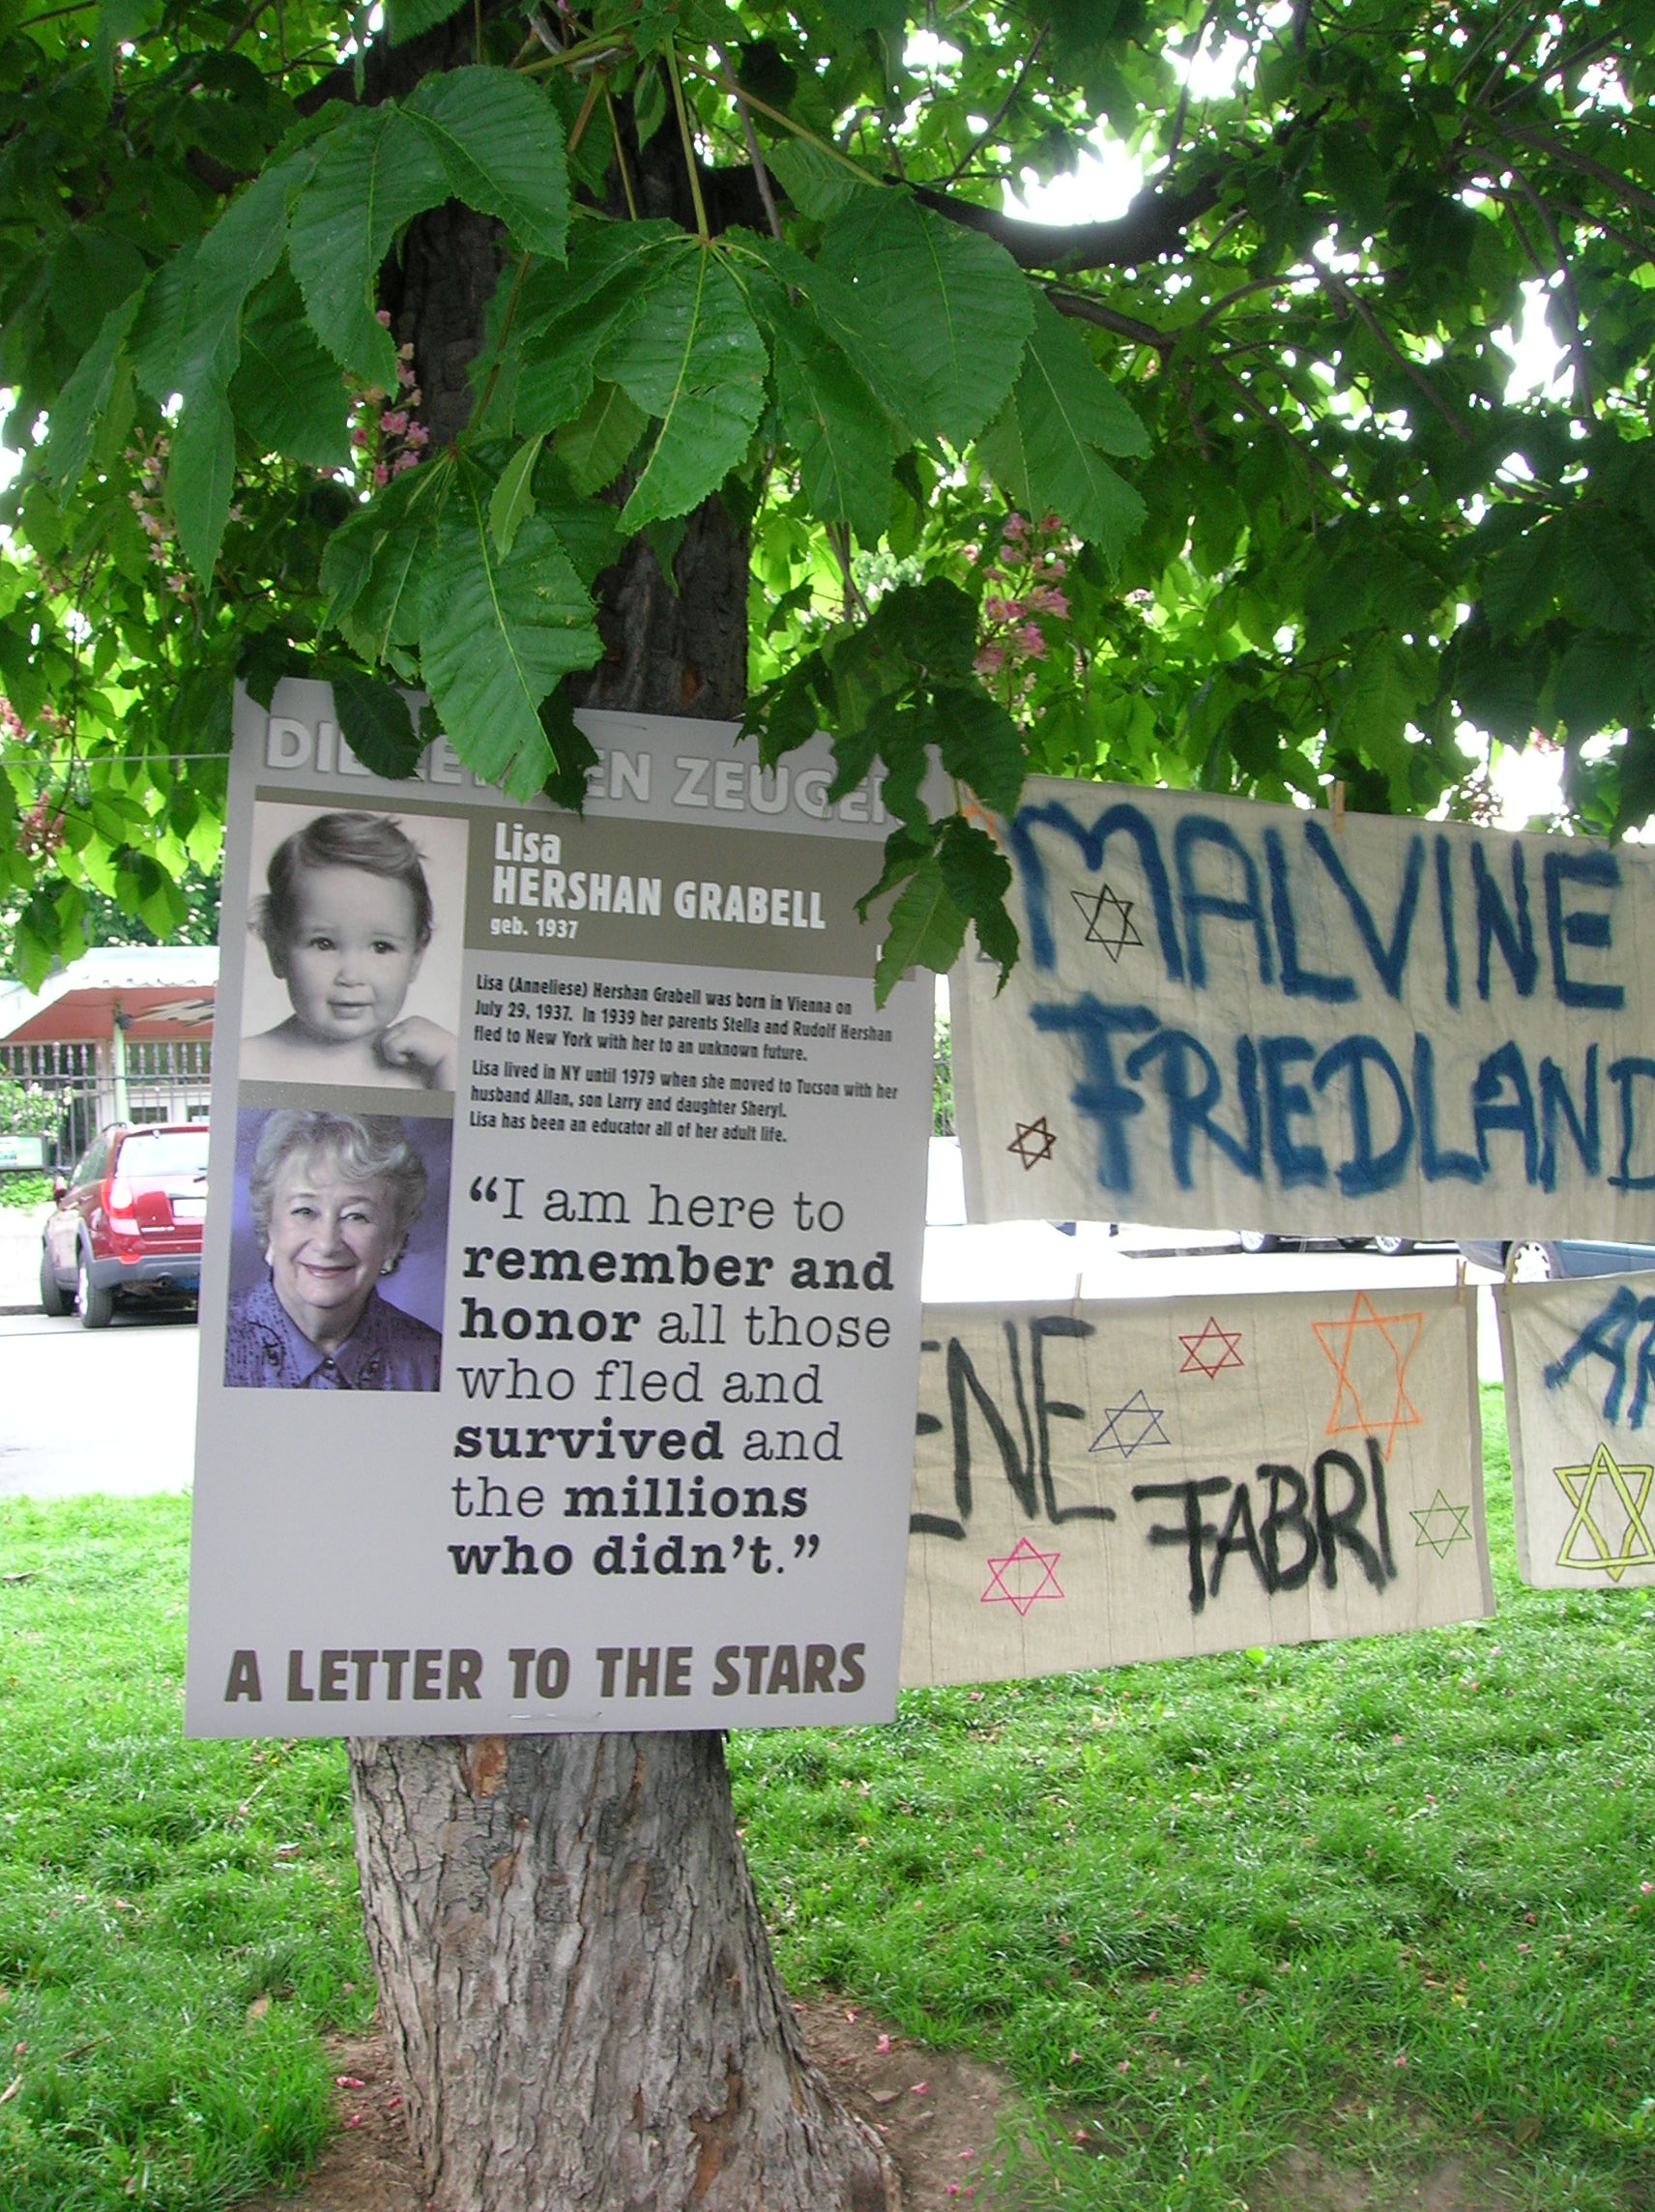 ZEUGEN
Lisa
HERSHAN GRABELL
geb. 1937
Lisa (Anneliese) Hershan Grabell was born in Vienna on
July 29, 1937. In 1939 her parents Stella and Rudolf Hershan
fled to New York with her to an unknown future.
Lisa lived in NY until 1979 when she moved to Tucson with her
husband Allan, son Larry and daughter Sheryl.
Lisa has been an educator all of her adult life.
“I am here to
remember and
honor all those
who fled and
survived and
the millions
who didn't.”
A LETTER TO THE STARS
MALVINE
FRIEDLAND
ENE
FABRI